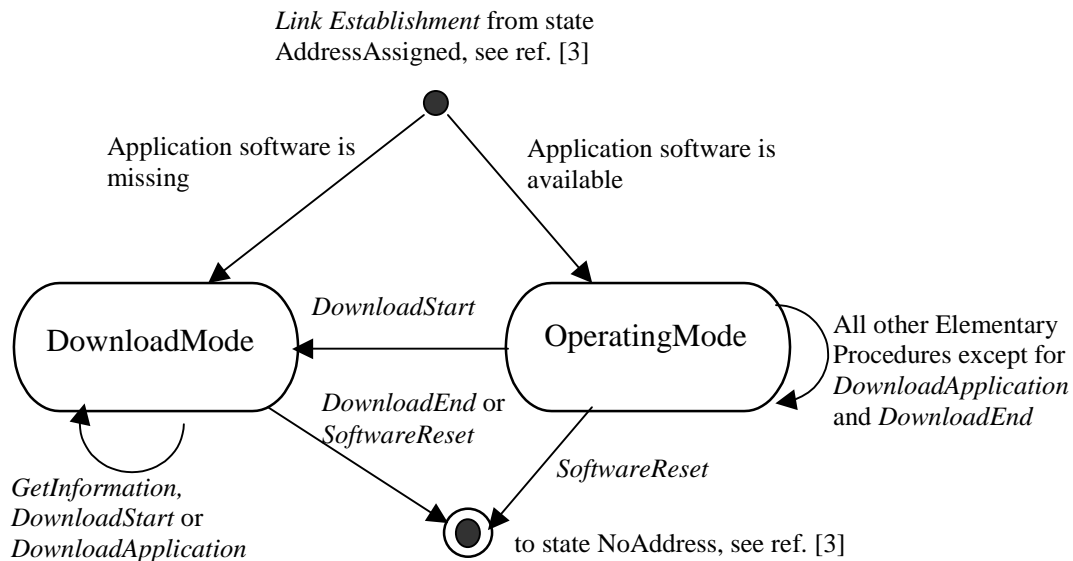 Link Establishment from state
AddressAssigned, see ref. [3]
Application software is
missing
Application software is
available
DownloadStart
DownloadMode
OperatingMode
All other Elementary
Procedures except for
DownloadApplication
and DownloadEnd
DownloadEnd or
SoftwareReset
SoftwareReset
GetInformation,
DownloadStart or
DownloadApplication
to state NoAddress, see ref. [3]